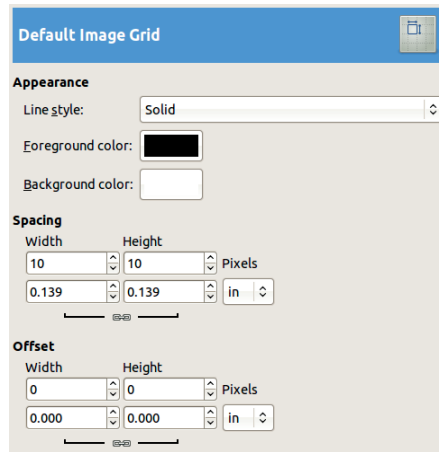 Default Image Grid
Appearance
Line style: Solid
Foreground color:
Background color:
Spacing
Width Height
10 10 Pixels
0.139 0.139 in
Offset
Width Height
0 0 Pixels
0.000 0.000 in